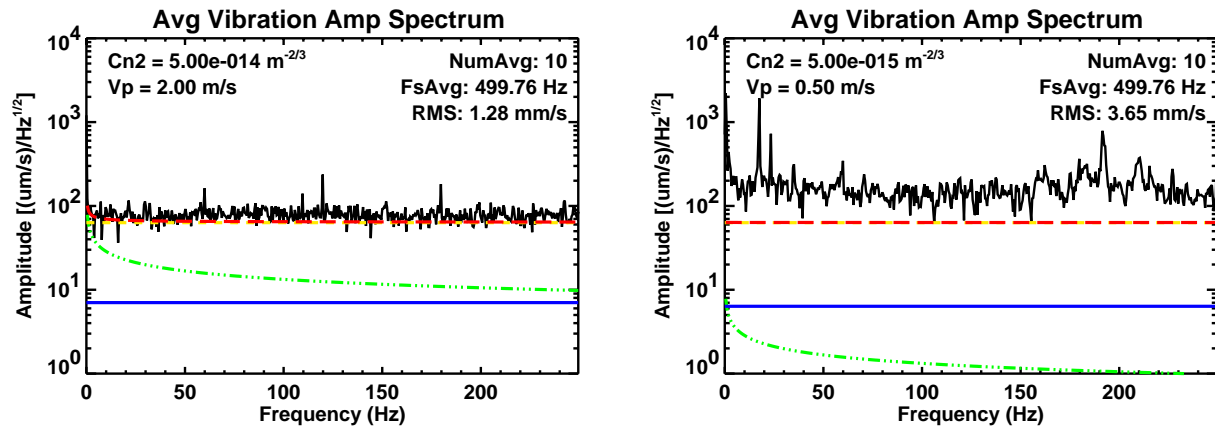 Avg Vibration Amp Spectrum
Cn2 = 5.00e-014 m^-2/3
Vp = 2.00 m/s
NumAvg: 10
FsAvg: 499.76 Hz
RMS: 1.28 mm/s
Amplitude [(um/s)/Hz^1/2]
10^4
10^3
10^2
10^1
10^0
0 50 100 150 200
Frequency (Hz)
Avg Vibration Amp Spectrum
Cn2 = 5.00e-015 m^-2/3
Vp = 0.50 m/s
NumAvg: 10
FsAvg: 499.76 Hz
RMS: 3.65 mm/s
Amplitude [(um/s)/Hz^1/2]
10^4
10^3
10^2
10^1
10^0
0 50 100 150 200
Frequency (Hz)